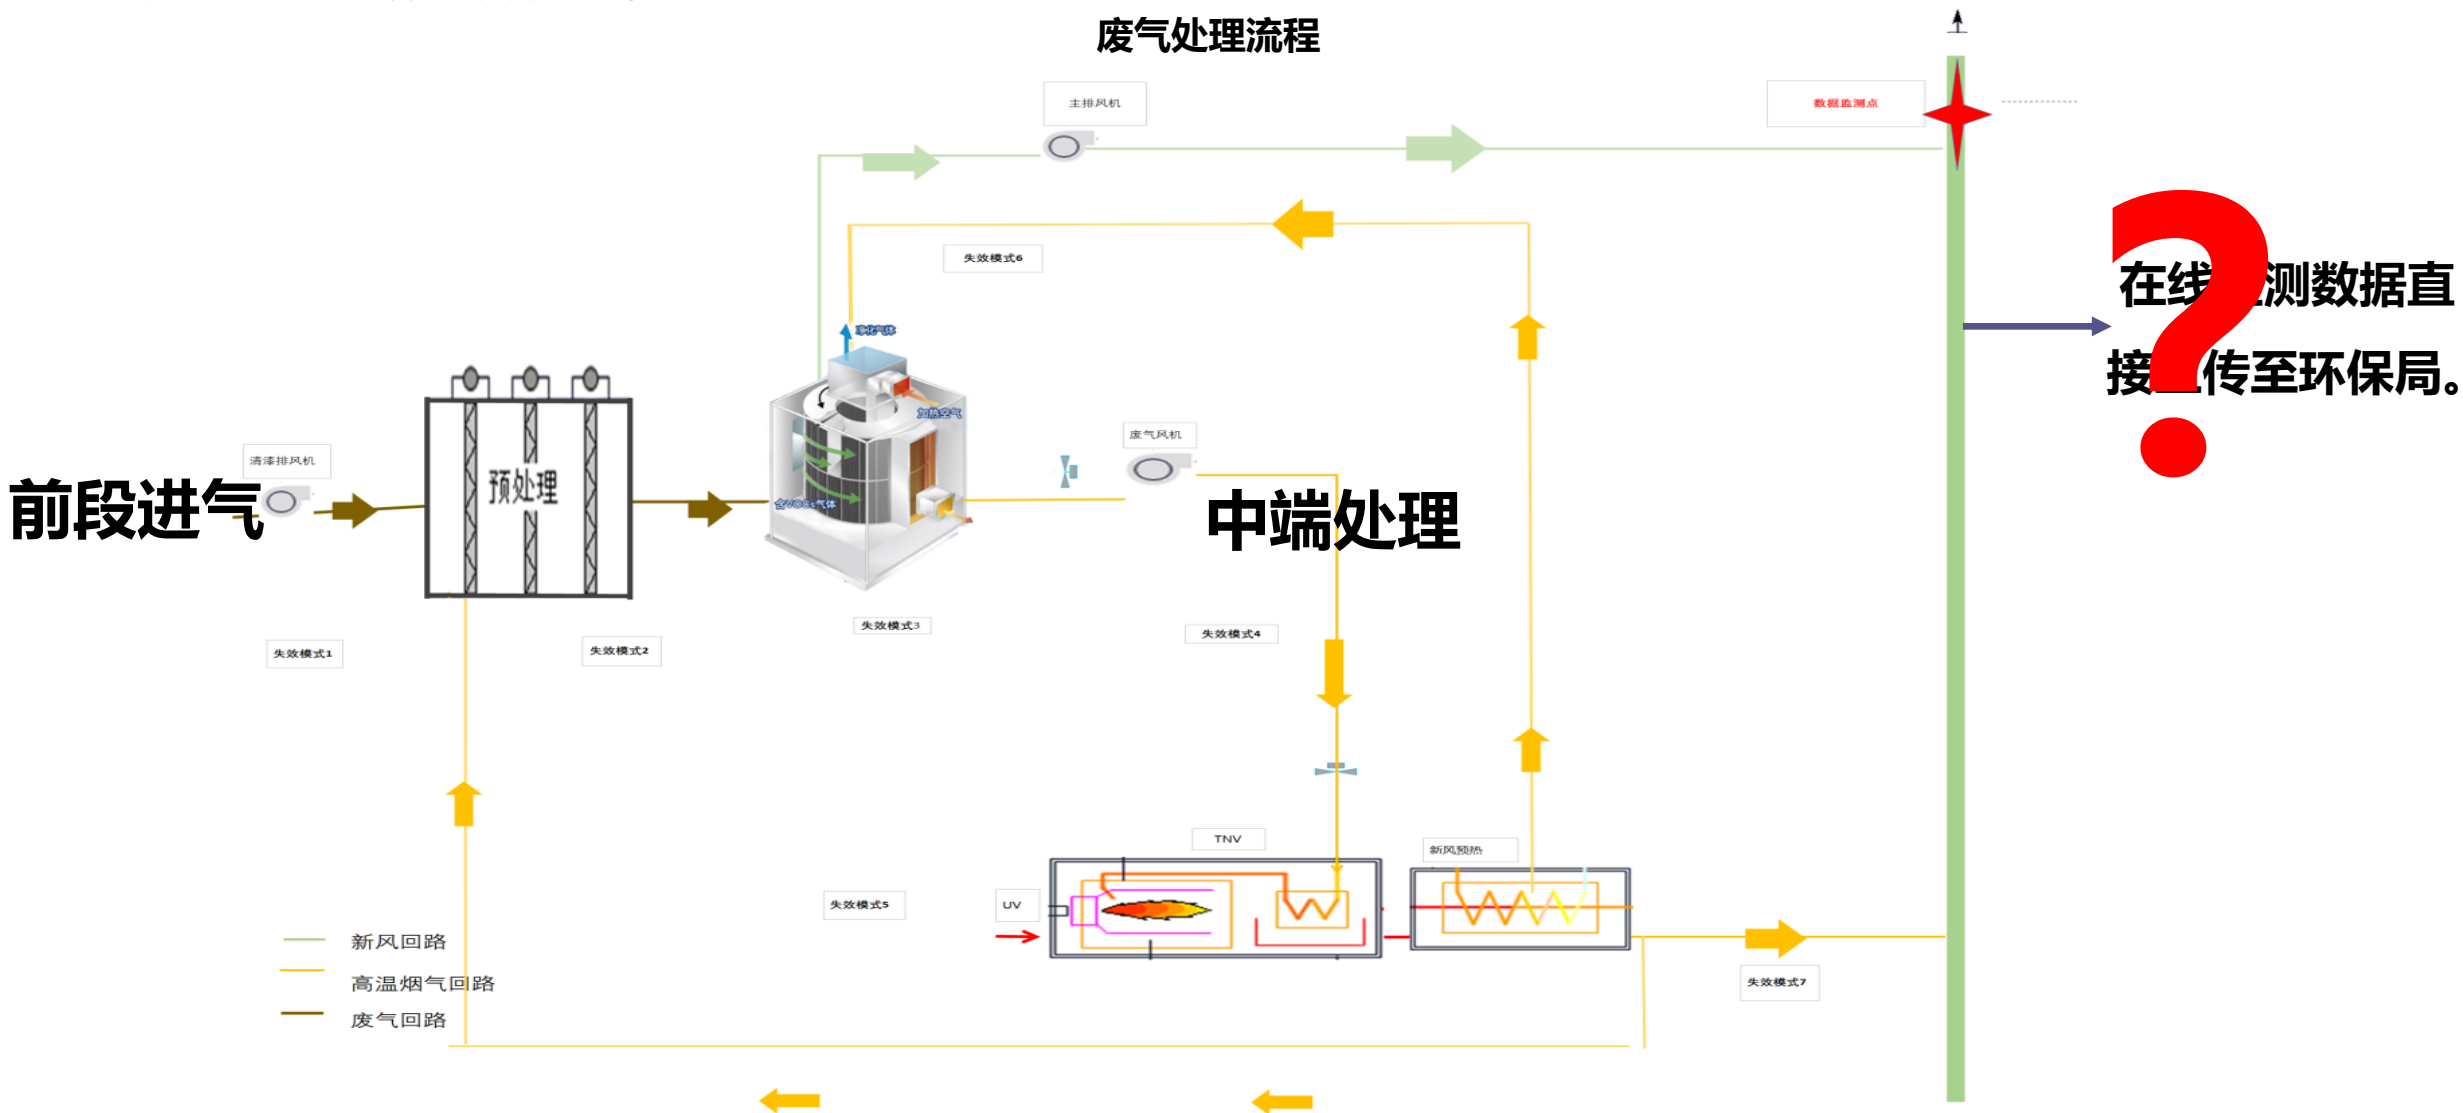 废气处理流程
主排风机
数据监测点
失效模式6
在线 测数据直
接 传至环保局。
净化气体
加热空气
含VOCs气体
清漆排风机
前段进气
预处理
废气风机
中端处理
失效模式1
失效模式2
失效模式3
失效模式4
TNV
新风预热
失效模式5
UV
失效模式7
新风回路
高温烟气回路
废气回路
?